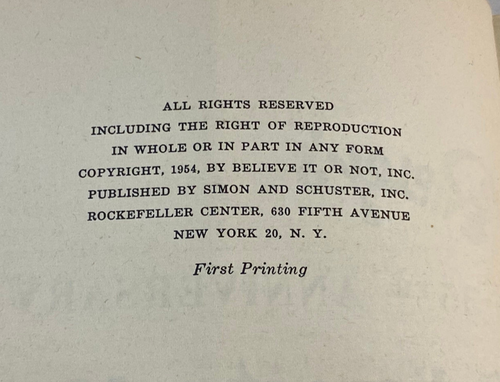 ALL RIGHTS RESERVED
INCLUDING THE RIGHT OF REPRODUCTION
IN WHOLE OR IN PART IN ANY FORM
COPYRIGHT, 1954, BY BELIEVE IT OR NOT, INC.
PUBLISHED BY SIMON AND SCHUSTER, INC.
ROCKEFELLER CENTER, 630 FIFTH AVENUE
NEW YORK 20, N. Y.
First Printing